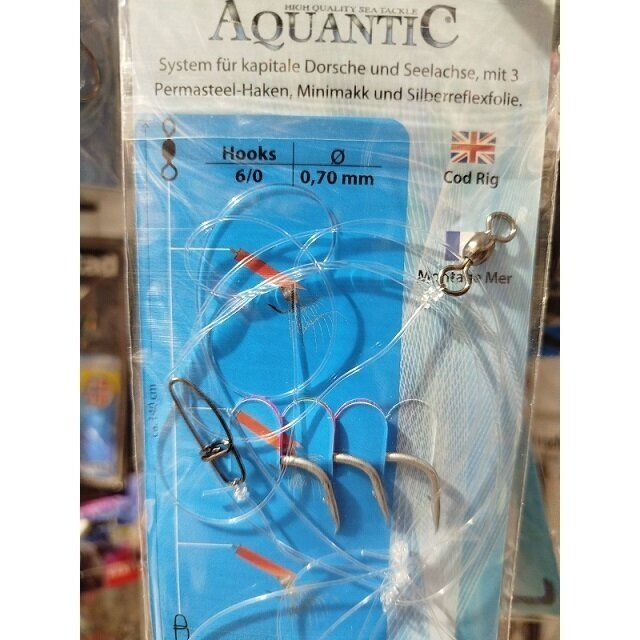 HIGH QUALITY SEA TACKLE
AQUANTIC
System für kapitale Dorsche und Seelachse, mit 3
Permasteel-Haken, Minimakk und Silberreflexfolie.
Hooks Ø
6/0 0,70 mm
Cod Rig
Montage Mer